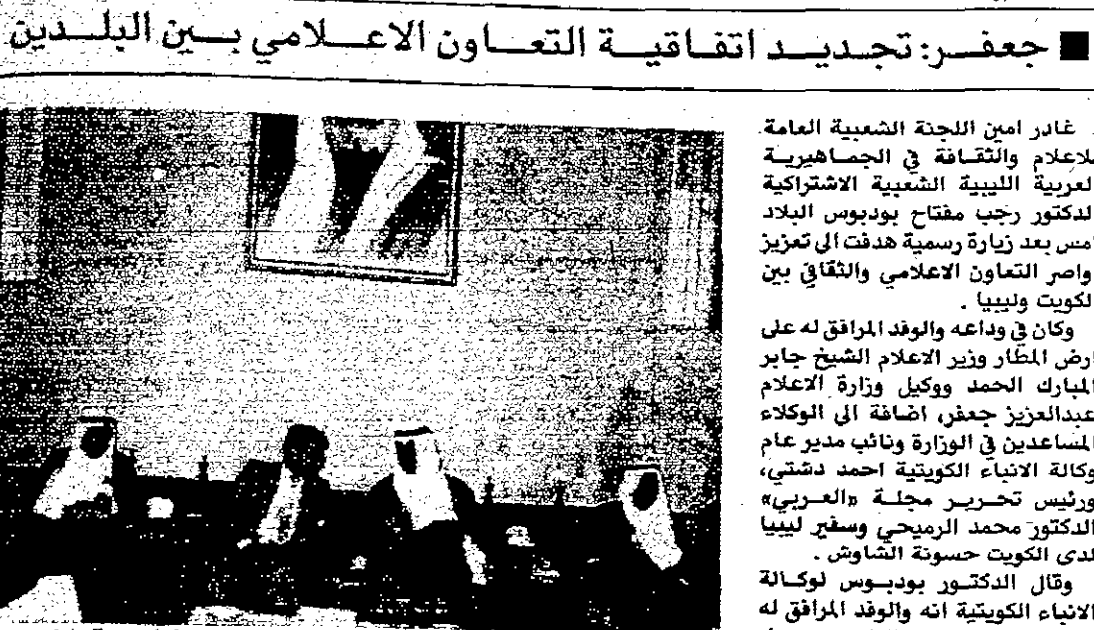 ■ جعفر: تجديد اتفاقية التعاون الاعلامي بين البلدين
غادر امين اللجنة الشعبية العامة
للاعلام والثقافة في الجماهيرية
العربية الليبية الشعبية الاشتراكية
الدكتور رجب مفتاح بودبوس البلاد
امس بعد زيارة رسمية هدفت الى تعزيز
اواصر التعاون الاعلامي والثقافي بين
الكويت وليبيا .
وكان في وداعه والوفد المرافق له على
ارض المطار وزير الاعلام الشيخ جابر
المبارك الحمد ووكيل وزارة الاعلام
عبدالعزيز جعفر، اضافة الى الوكلاء
المساعدين في الوزارة ونائب مدير عام
وكالة الانباء الكويتية احمد دشتي،
ورئيس تحرير مجلة «العربي»
الدكتور محمد الرميحي وسفير ليبيا
لدى الكويت حسونة الشاوش .
وقال الدكتور بودبوس لوكالة
الانباء الكويتية انه والوفد المرافق له